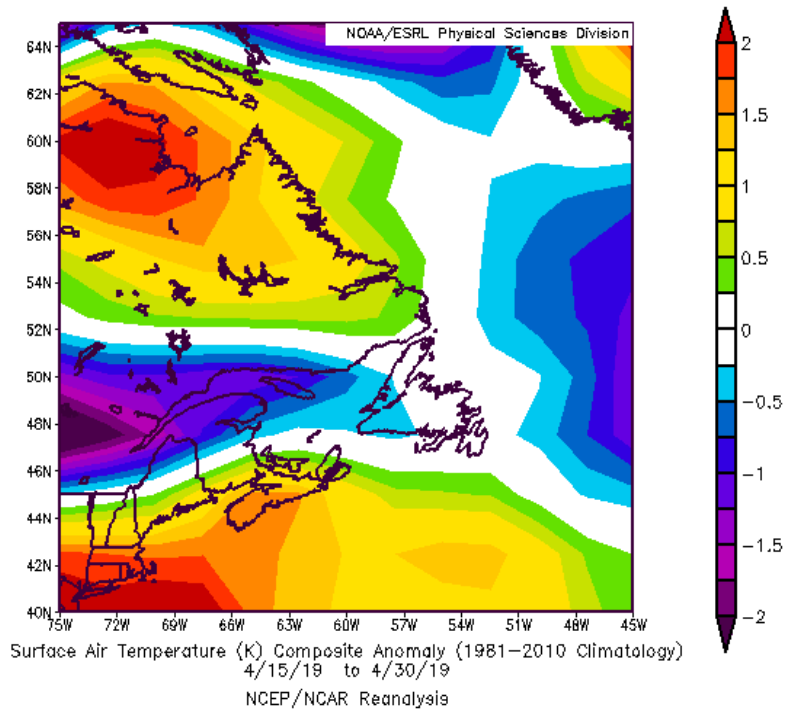 NOAA/ESRL Physical Sciences Division
64N
62N
60N
58N
56N
54N
52N
50N
48N
46N
44N
42N
40N
75W 72W 69W 66W 63W 60W 57W 54W 51W 48W 45W
2
1.5
1
0.5
0
-0.5
-1
-1.5
-2
Surface Air Temperature (K) Composite Anomaly (1981-2010 Climatology)
4/15/19 to 4/30/19
NCEP/NCAR Reanalysis